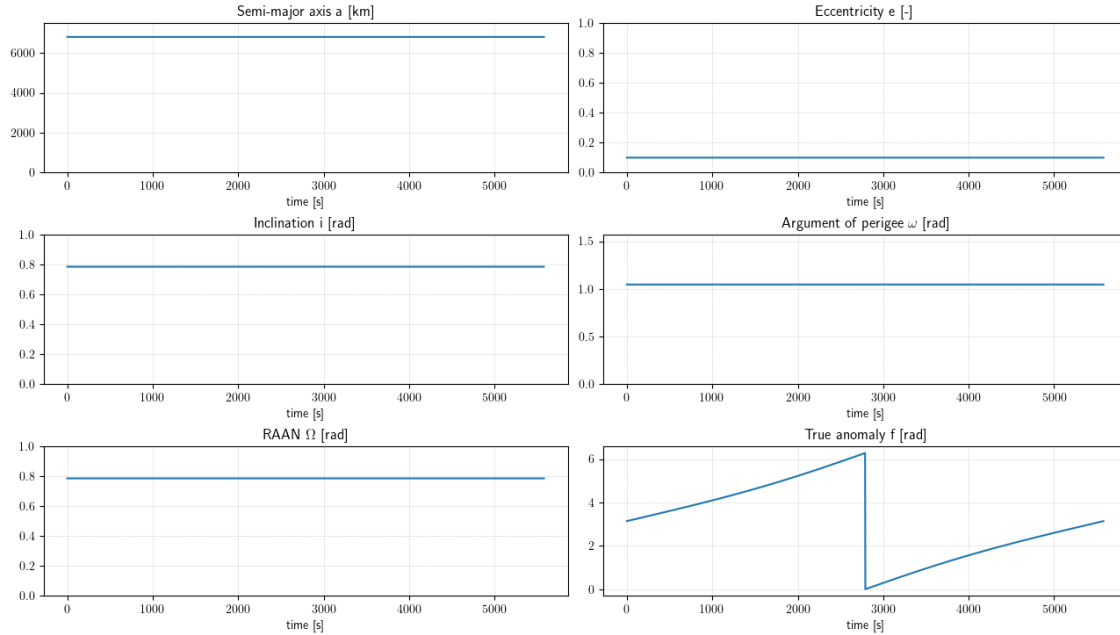 Semi-major axis a [km]
6000
4000
2000
0
0 1000 2000 3000 4000 5000
time [s]
Eccentricity e [-]
1.0
0.8
0.6
0.4
0.2
0.0
0 1000 2000 3000 4000 5000
time [s]
Inclination i [rad]
1.0
0.8
0.6
0.4
0.2
0.0
0 1000 2000 3000 4000 5000
time [s]
Argument of perigee ω [rad]
1.5
1.0
0.5
0.0
0 1000 2000 3000 4000 5000
time [s]
RAAN Ω [rad]
1.0
0.8
0.6
0.4
0.2
0.0
0 1000 2000 3000 4000 5000
time [s]
True anomaly f [rad]
6
4
2
0
0 1000 2000 3000 4000 5000
time [s]